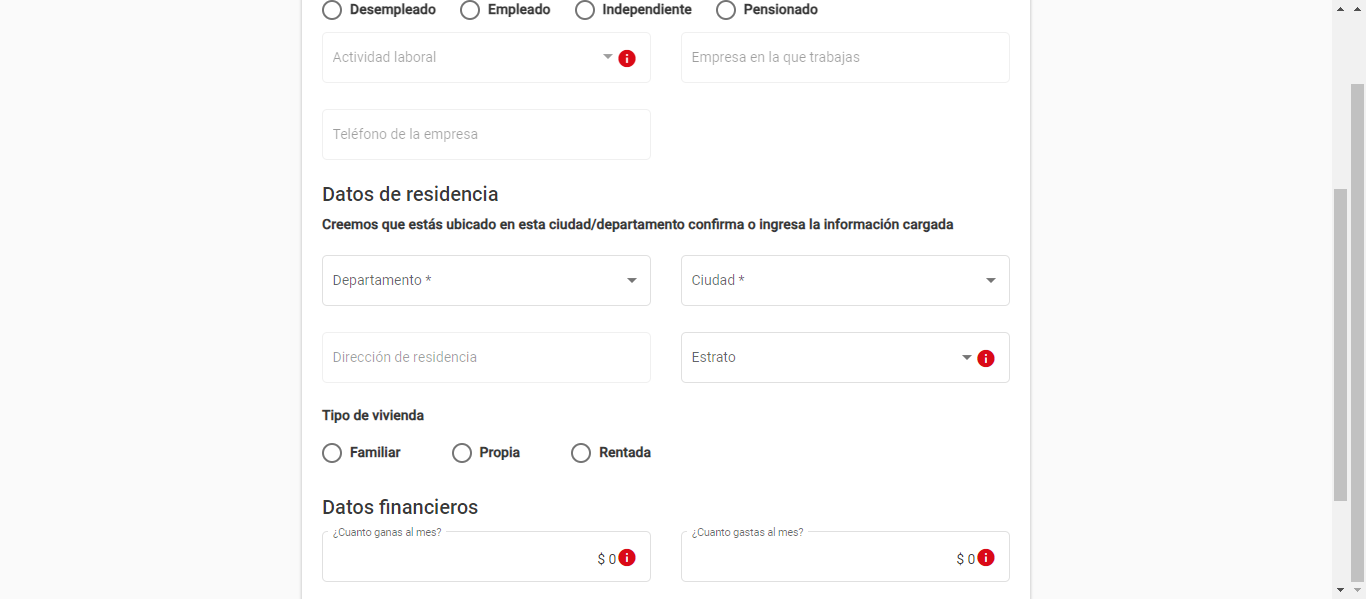 Desempleado Empleado Independiente Pensionado
Actividad laboral Empresa en la que trabajas
Teléfono de la empresa
Datos de residencia
Creemos que estás ubicado en esta ciudad/departamento confirma o ingresa la información cargada
Departamento * Ciudad *
Dirección de residencia Estrato
Tipo de vivienda
Familiar Propia Rentada
Datos financieros
¿Cuanto ganas al mes? ¿Cuanto gastas al mes?
$ 0 $ 0